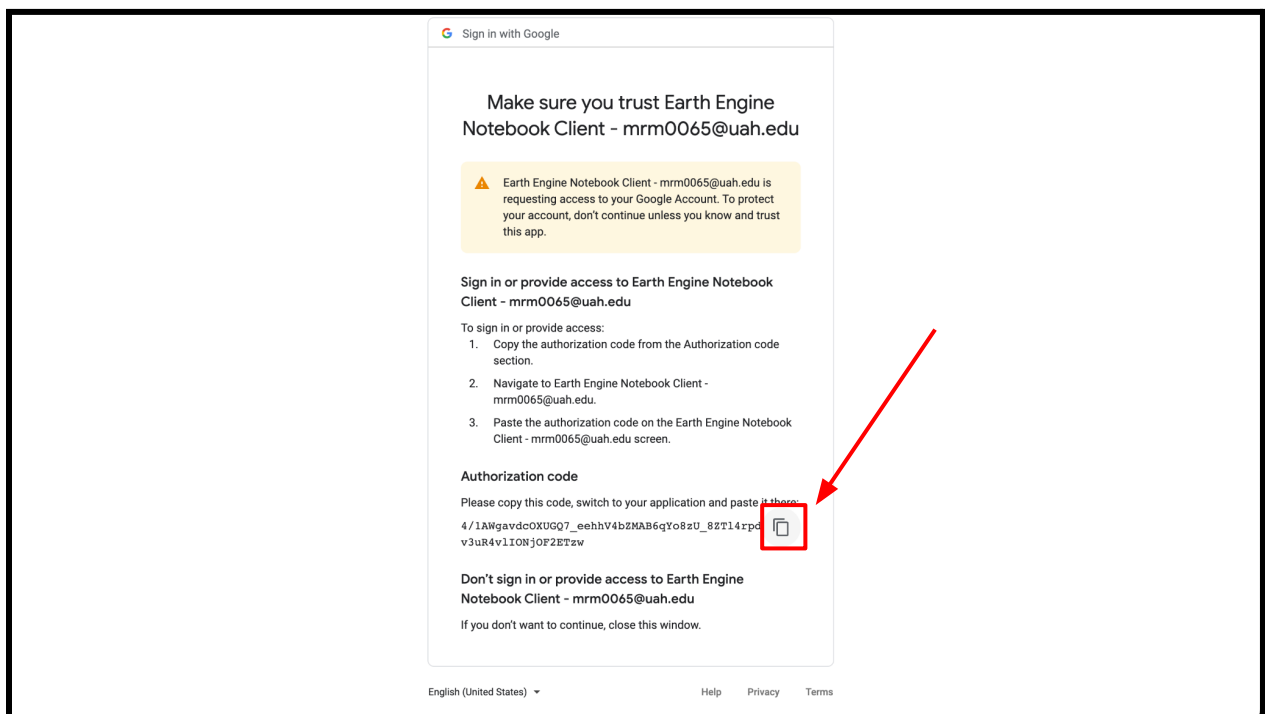 Sign in with Google
Make sure you trust Earth Engine
Notebook Client - mrm0065@uah.edu
Earth Engine Notebook Client - mrm0065@uah.edu is
requesting access to your Google Account. To protect
your account, don't continue unless you know and trust
this app.
Sign in or provide access to Earth Engine Notebook
Client - mrm0065@uah.edu
To sign in or provide access:
1. Copy the authorization code from the Authorization code
section.
2. Navigate to Earth Engine Notebook Client -
mrm0065@uah.edu.
3. Paste the authorization code on the Earth Engine Notebook
Client - mrm0065@uah.edu screen.
Authorization code
Please copy this code, switch to your application and paste it there:
4/1AWgavdcOXUGQ7_eehhV4bZMAB6qYo8zU_8ZTl4rpd
v3uR4vlIONjOF2ETzw
Don't sign in or provide access to Earth Engine
Notebook Client - mrm0065@uah.edu
If you don't want to continue, close this window.
English (United States)
Help Privacy Terms